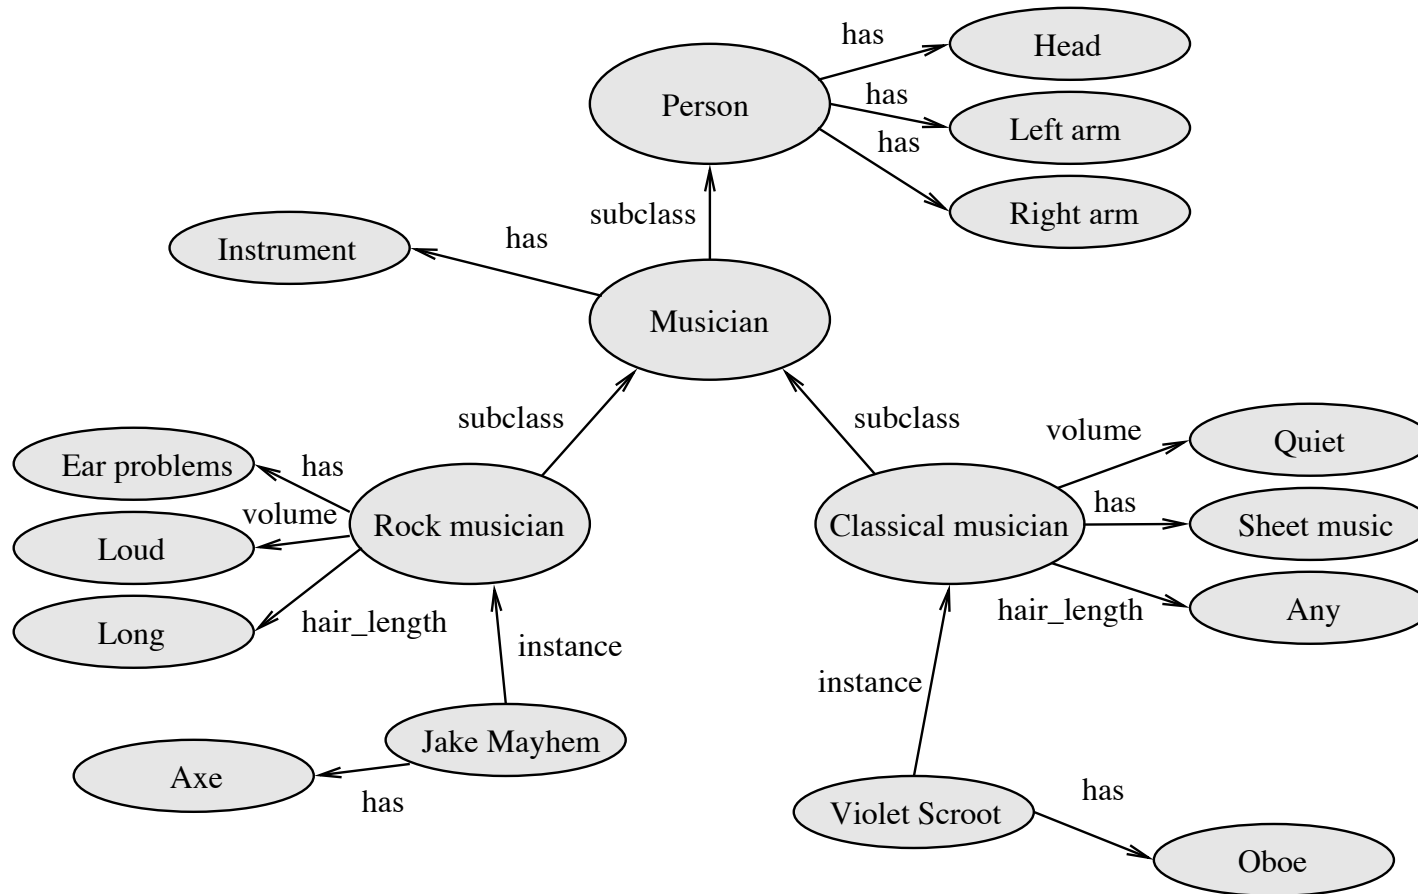 has
Head
Person
has
Left arm
has
Right arm
subclass
Instrument
has
Musician
subclass
subclass
Ear problems
has
volume
Loud
Rock musician
Long
hair_length
volume
Quiet
has
Classical musician
Sheet music
hair_length
Any
instance
instance
Jake Mayhem
Axe
has
Violet Scroot
has
Oboe